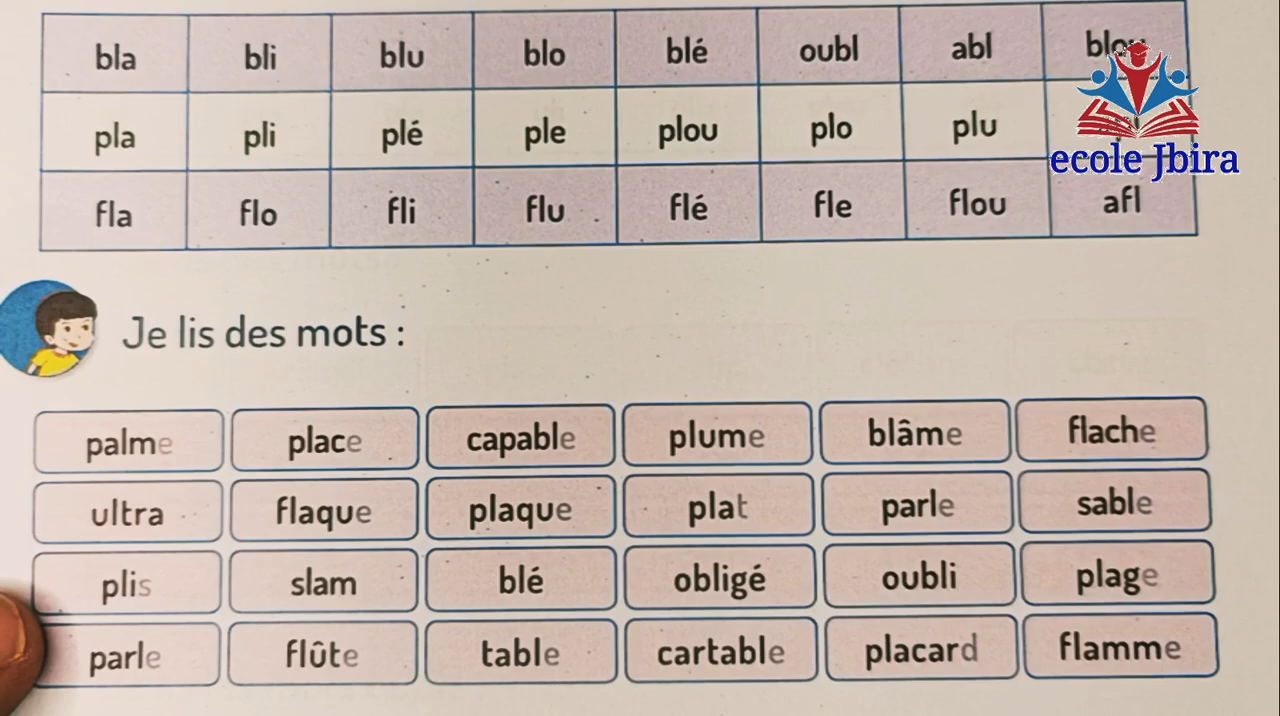 bla bli blu blo blé oubl abl
pla pli plé ple plou plo plu
fla flo fli flu flé fle flou afl
ecole Jbira
Je lis des mots :
palme place capable plume blâme flache
ultra flaque plaque plat parle sable
plis slam blé obligé oubli plage
parle flûte table cartable placard flamme